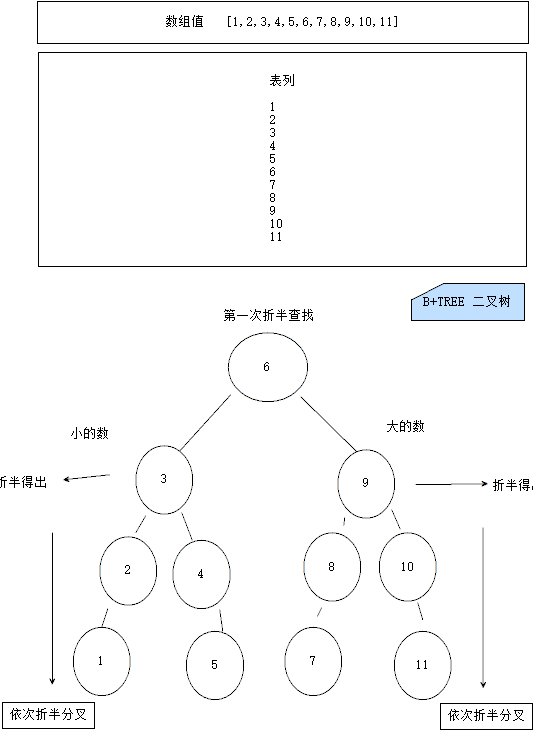 数组值 [1,2,3,4,5,6,7,8,9,10,11]
表列
1
2
3
4
5
6
7
8
9
10
11
B+TREE 二叉树
第一次折半查找
6
小的数
大的数
折半得出
3
9
折半得
2
4
8
10
1
5
7
11
依次折半分叉
依次折半分叉